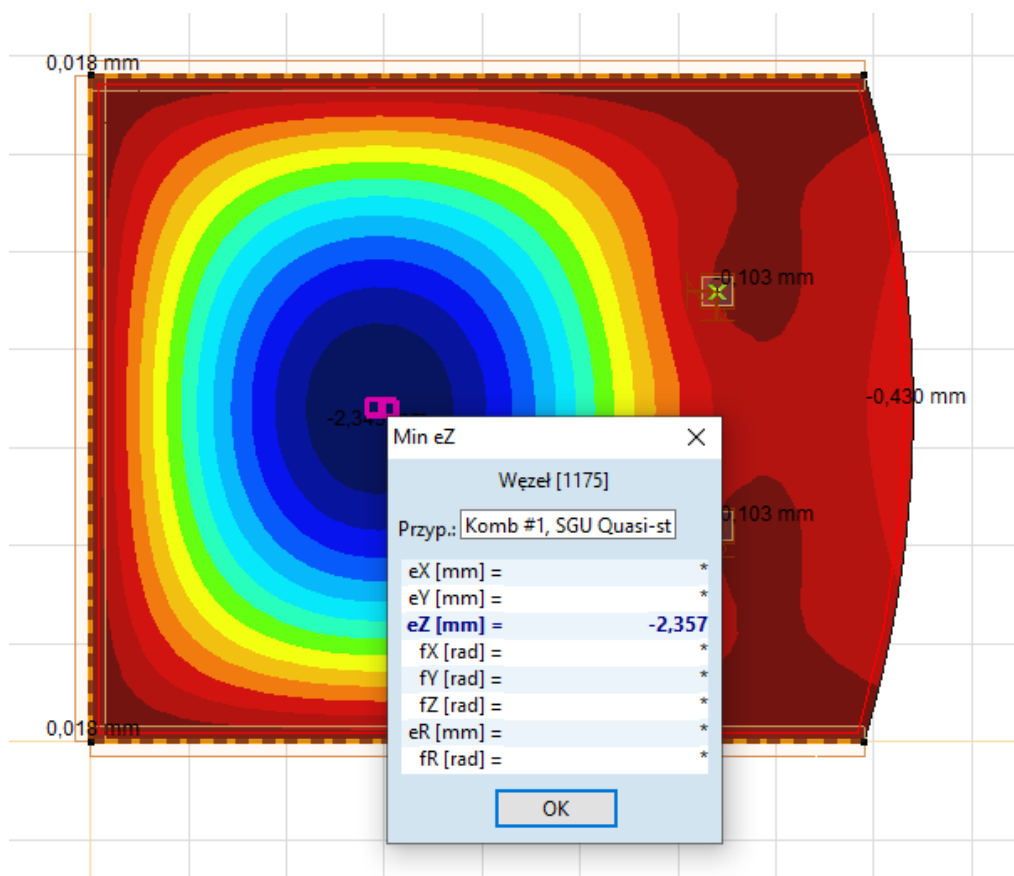 0,018 mm
-0,103 mm
-0,430 mm
Min eZ
Węzeł [1175]
Przyp.: Komb #1, SGU Quasi-st
0,103 mm
eX [mm] = *
eY [mm] = *
eZ [mm] = -2,357
fX [rad] = *
fY [rad] = *
fZ [rad] = *
0,018 mm
eR [mm] = *
fR [rad] = *
OK